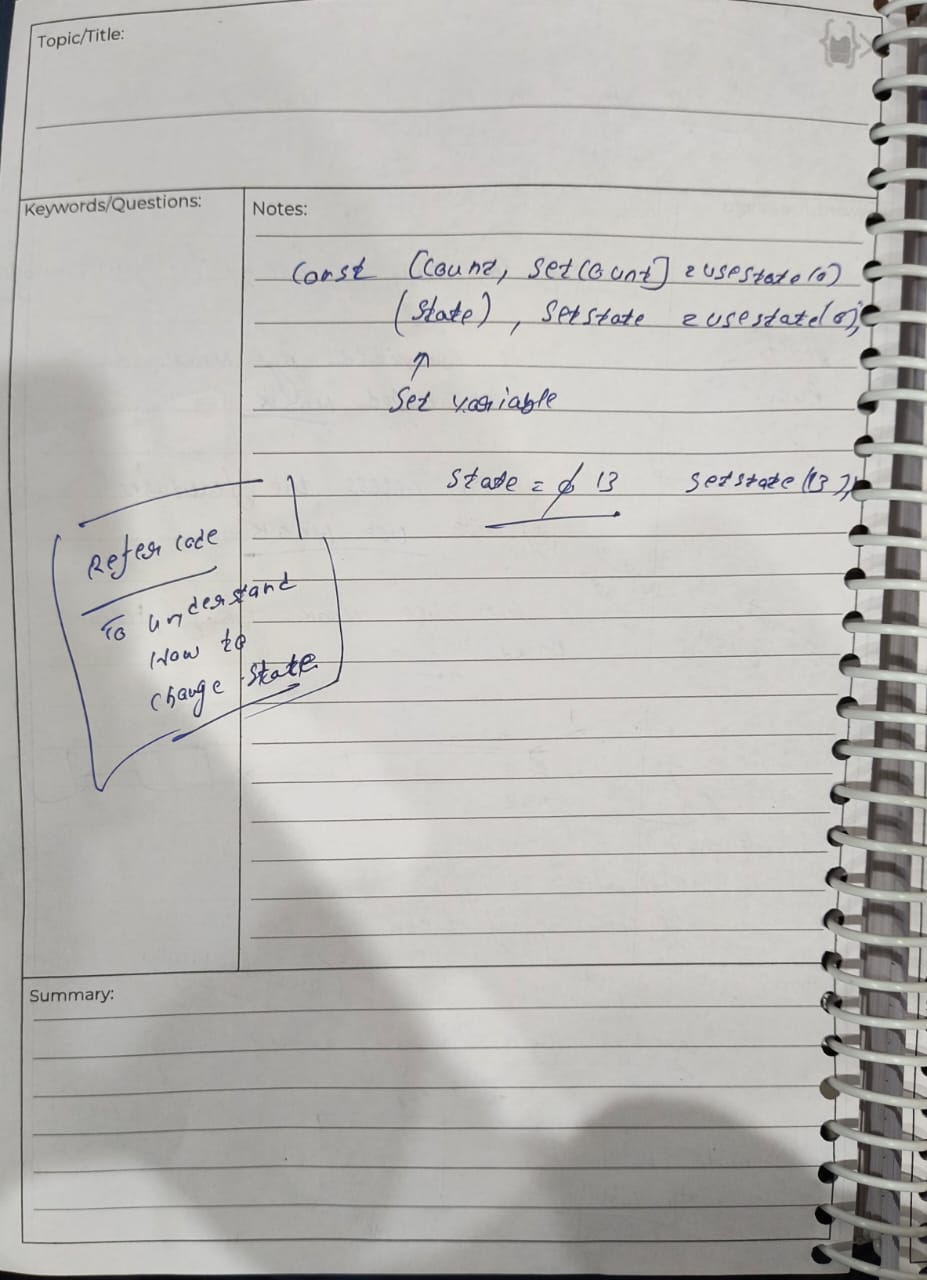 Topic/Title:
Keywords/Questions:
Notes:
Const [Count, setCount] = usestate(0)
(State), setstate = usestate(0);
↑
Set variable
State = 0 13 setstate(13);
Refer code
To understand
How to
change state
Summary: